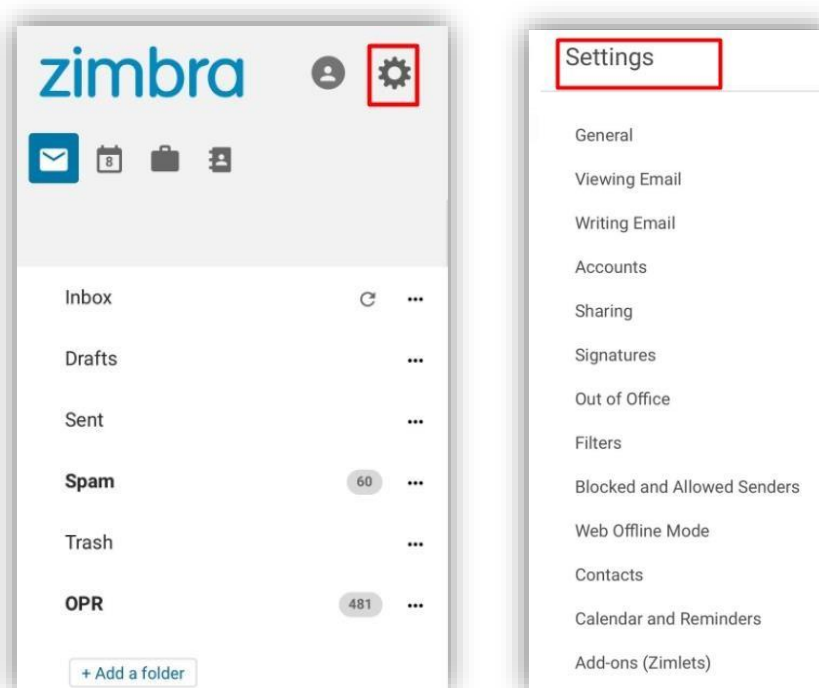 zimbra
8
Inbox
Drafts
Sent
Spam 60
Trash
OPR 481
+ Add a folder
Settings
General
Viewing Email
Writing Email
Accounts
Sharing
Signatures
Out of Office
Filters
Blocked and Allowed Senders
Web Offline Mode
Contacts
Calendar and Reminders
Add-ons (Zimlets)